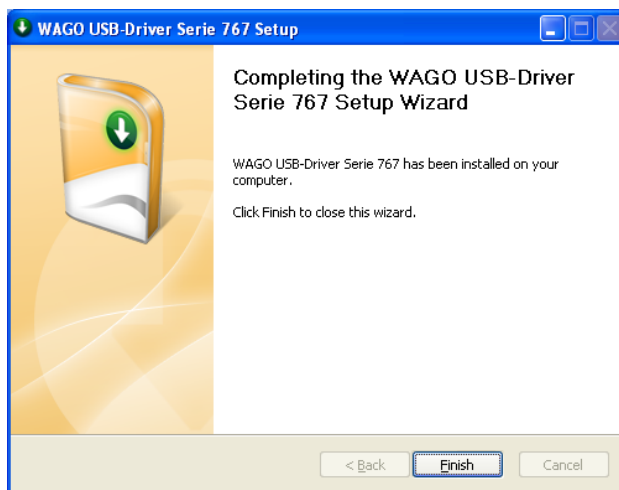 WAGO USB-Driver Serie 767 Setup
Completing the WAGO USB-Driver
Serie 767 Setup Wizard
WAGO USB-Driver Serie 767 has been installed on your
computer.
Click Finish to close this wizard.
< Back
Finish
Cancel